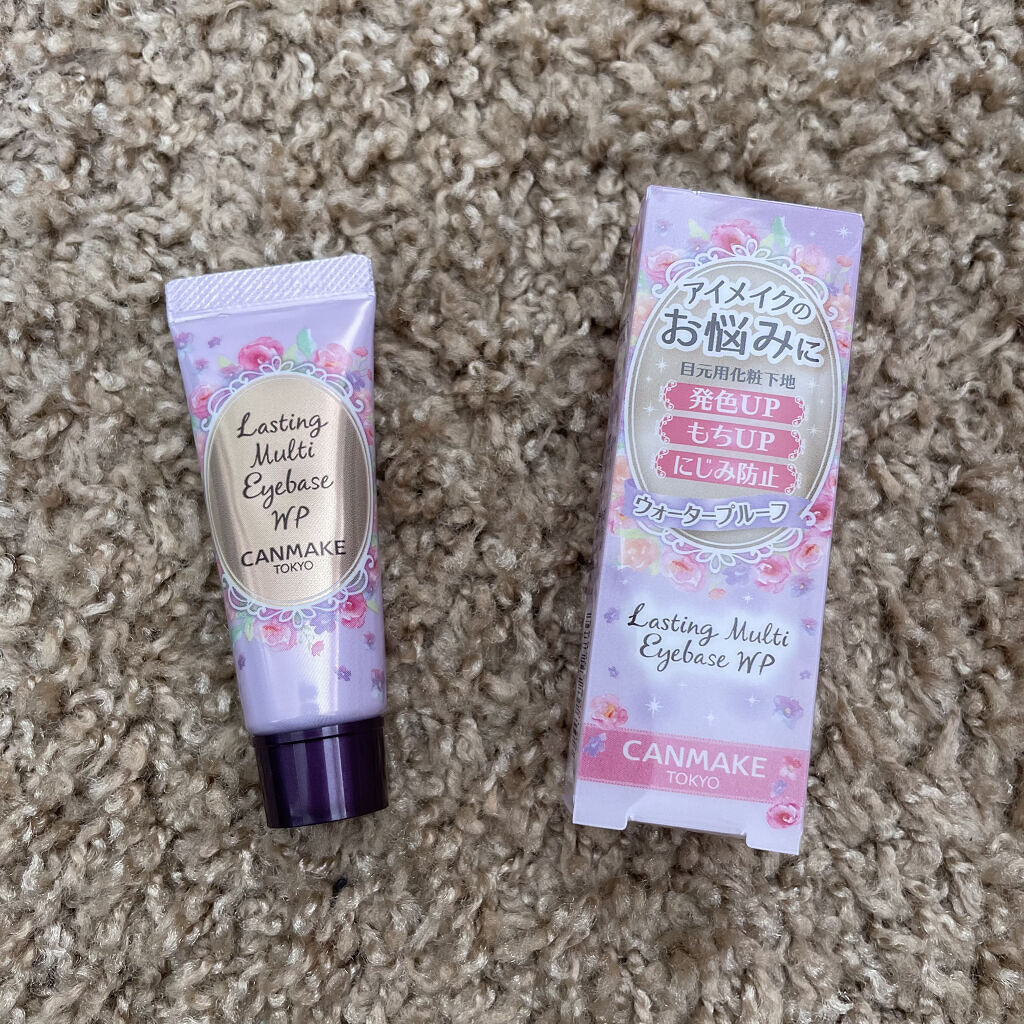 Lasting
Multi
Eyebase
WP
CANMAKE
TOKYO
アイメイクの
お悩みに
目元用化粧下地
発色UP
もちUP
にじみ防止
ウォータープルーフ
Lasting Multi
Eyebase WP
CANMAKE
TOKYO